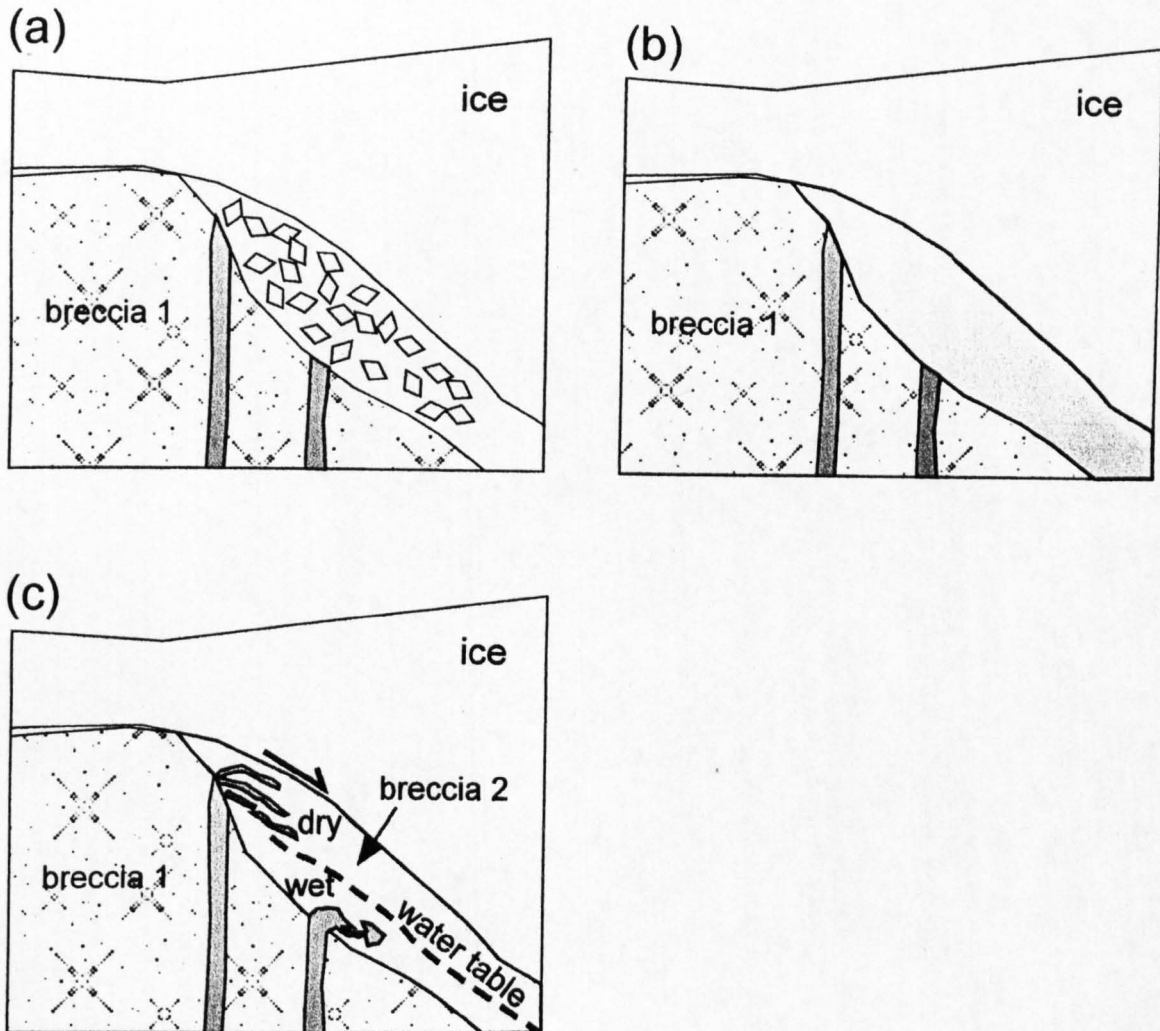 (a)
ice
breccia 1
(b)
ice
breccia 1
(c)
ice
breccia 2
dry
breccia 1
wet
water table